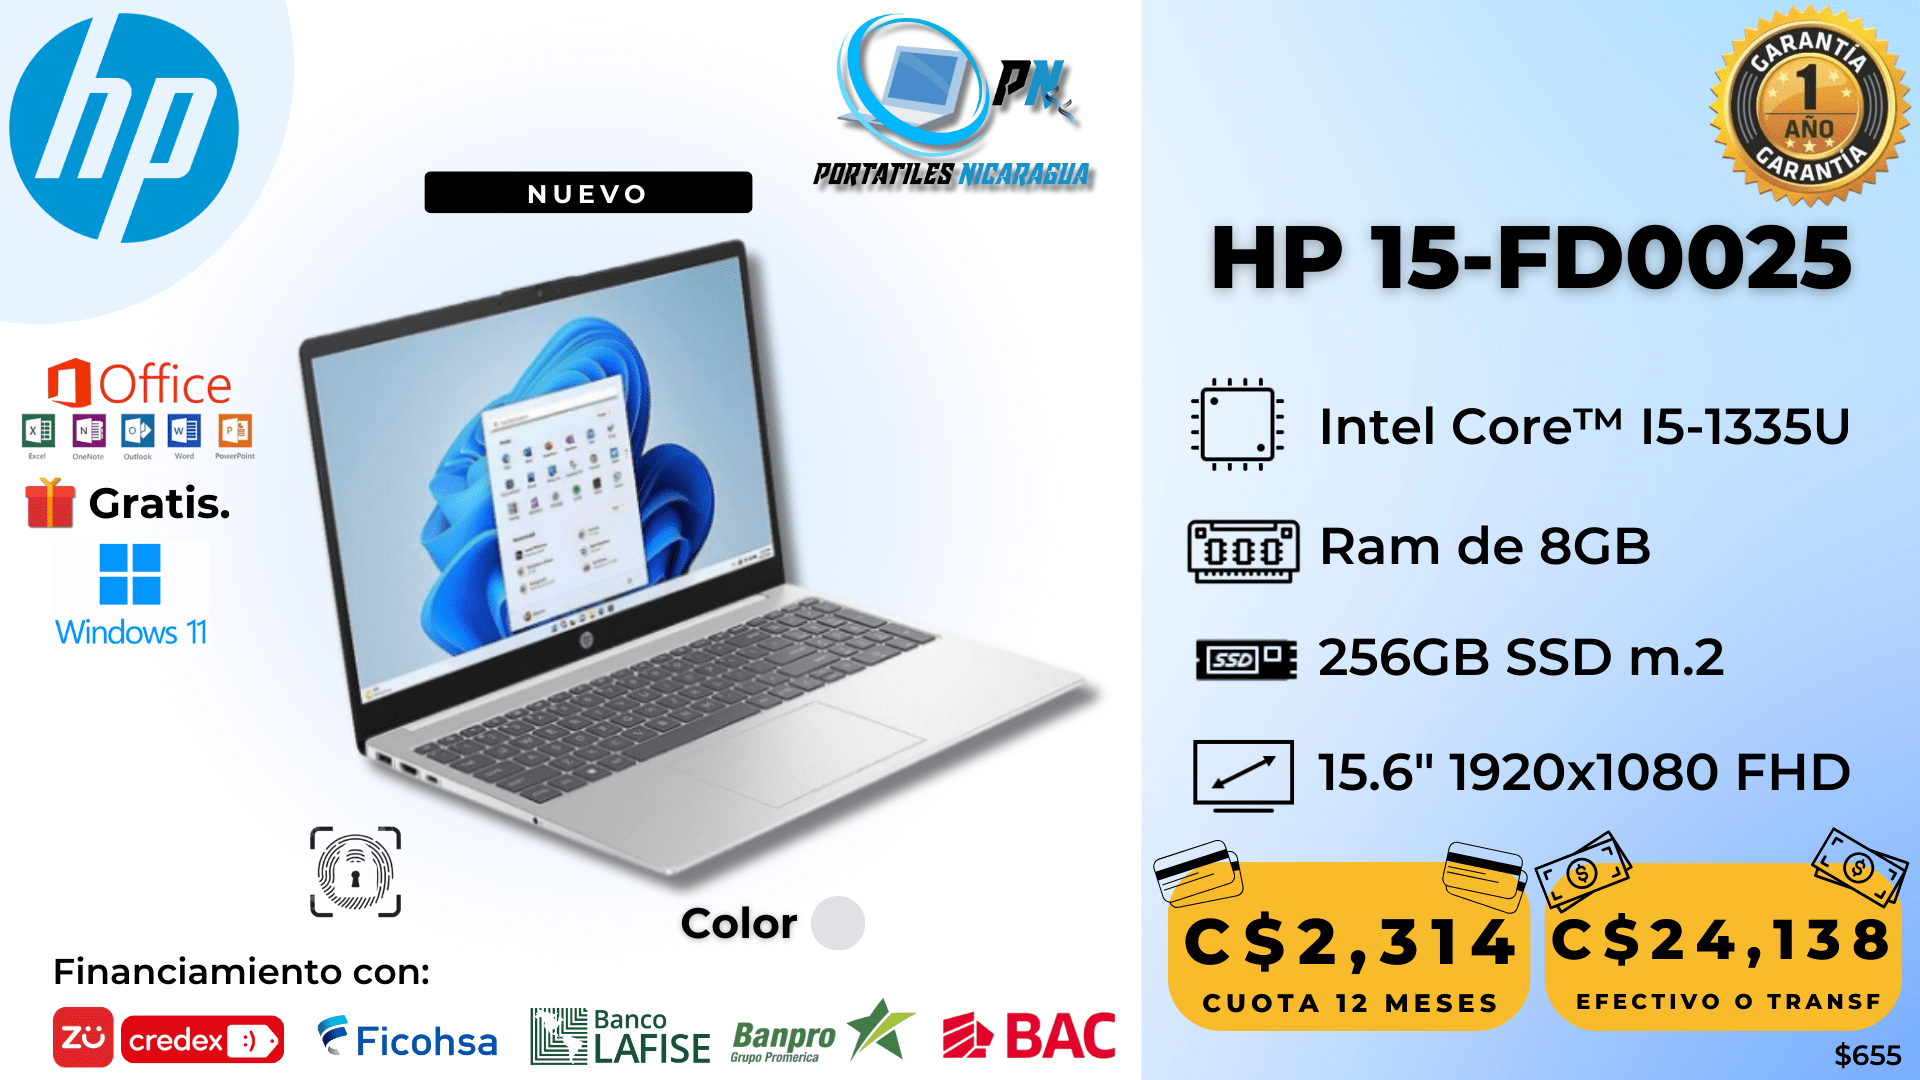 hp
NUEVO
PN
PORTATILES NICARAGUA
GARANTÍA
1
AÑO
GARANTÍA
HP 15-FD0025
Office
Excel
OneNote
Outlook
Word
PowerPoint
Gratis.
Windows 11
Intel Core™ I5-1335U
Ram de 8GB
SSD
256GB SSD m.2
15.6" 1920x1080 FHD
Color
Financiamiento con:
ZU
credex :)
Ficohsa
Banco
LAFISE
Banpro
Grupo Promerica
BAC
C$2,314
CUOTA 12 MESES
C$24,138
EFECTIVO O TRANSF
$655